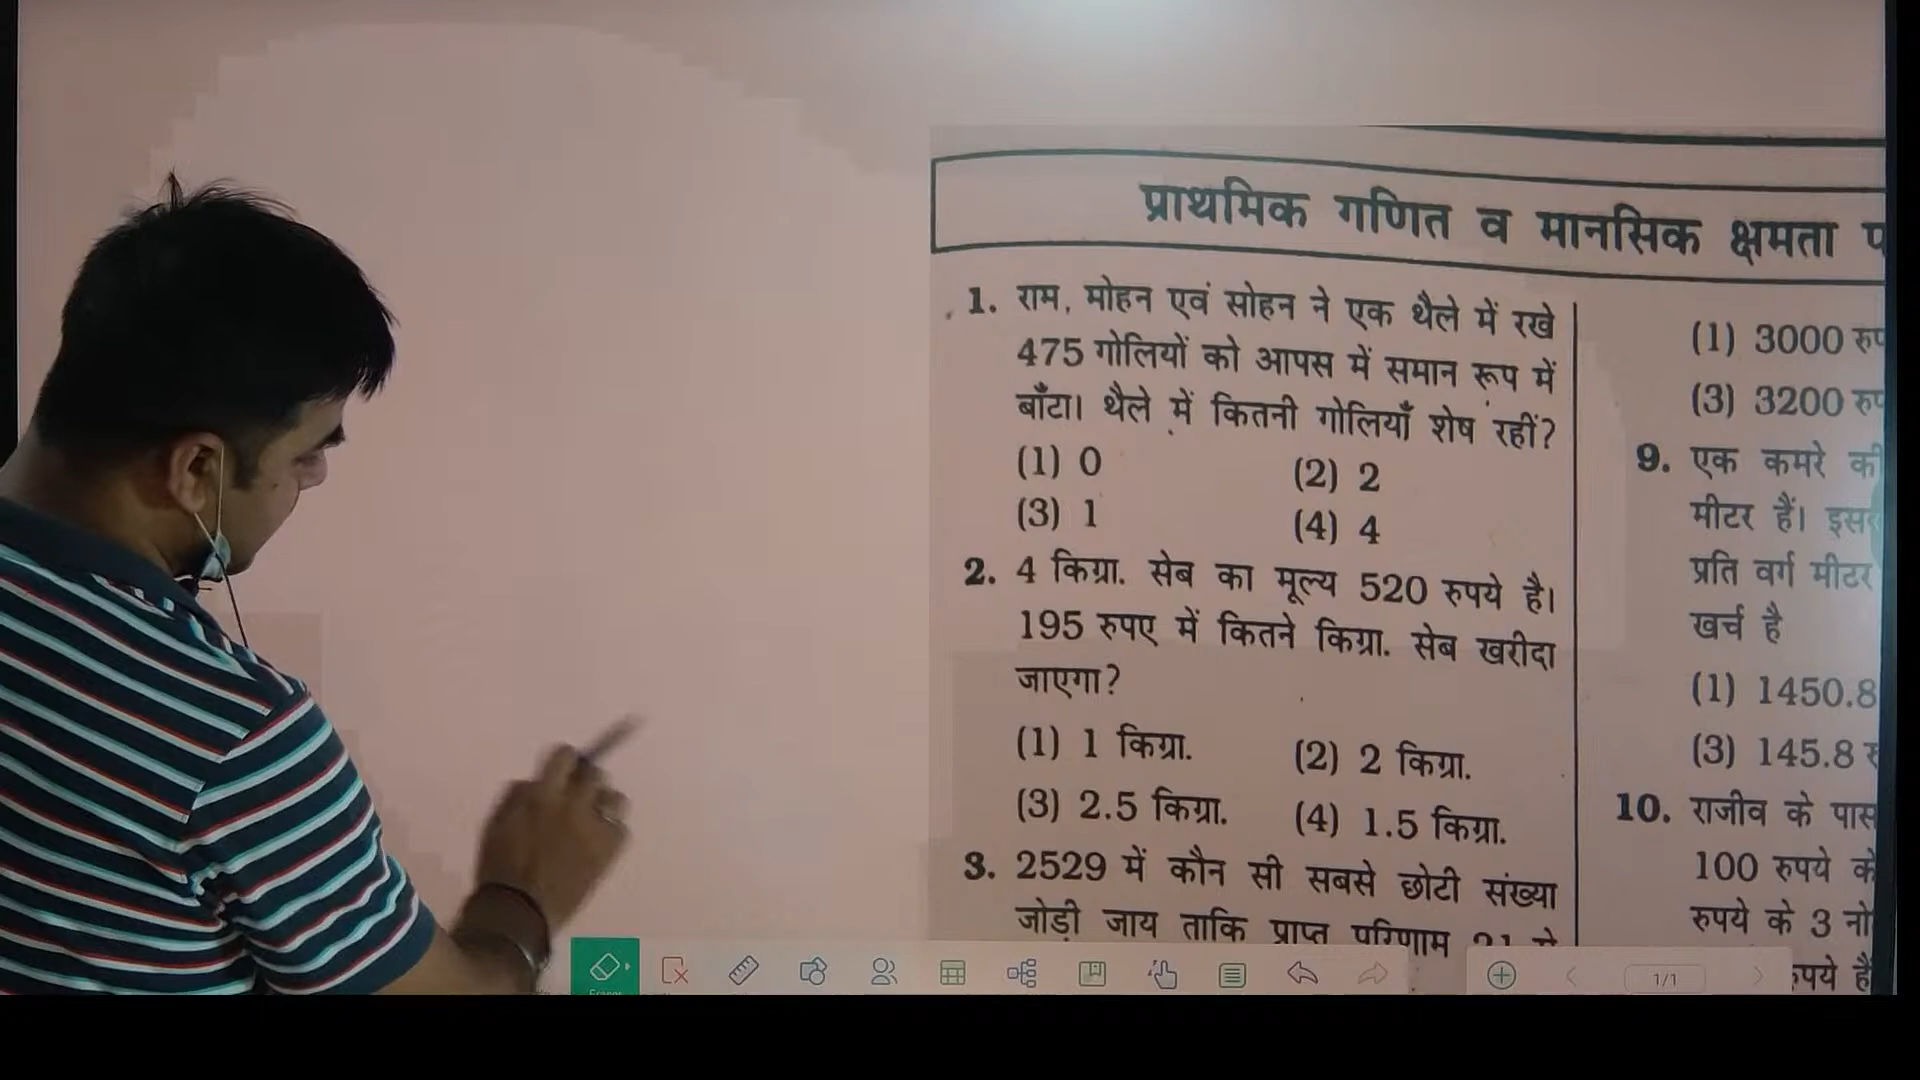 प्राथमिक गणित व मानसिक क्षमता
1. राम, मोहन एवं सोहन ने एक थैले में रखे
475 गोलियों को आपस में समान रूप में
बाँटा। थैले में कितनी गोलियाँ शेष रहीं?
(1) 0 (2) 2
(3) 1 (4) 4
2. 4 किग्रा. सेब का मूल्य 520 रुपये है।
195 रुपए में कितने किग्रा. सेब खरीदा
जाएगा?
(1) 1 किग्रा. (2) 2 किग्रा.
(3) 2.5 किग्रा. (4) 1.5 किग्रा.
3. 2529 में कौन सी सबसे छोटी संख्या
जोड़ी जाय ताकि प्राप्त परिणाम 21 से
(1) 3000
(3) 3200
9. एक कमरे की
मीटर हैं।
प्रति वर्ग मीटर
खर्च है
(1) 1450.8
(3) 145.8
10. राजीव के पास
100 रुपये के
रुपये के 3
रुपये हैं
1/1